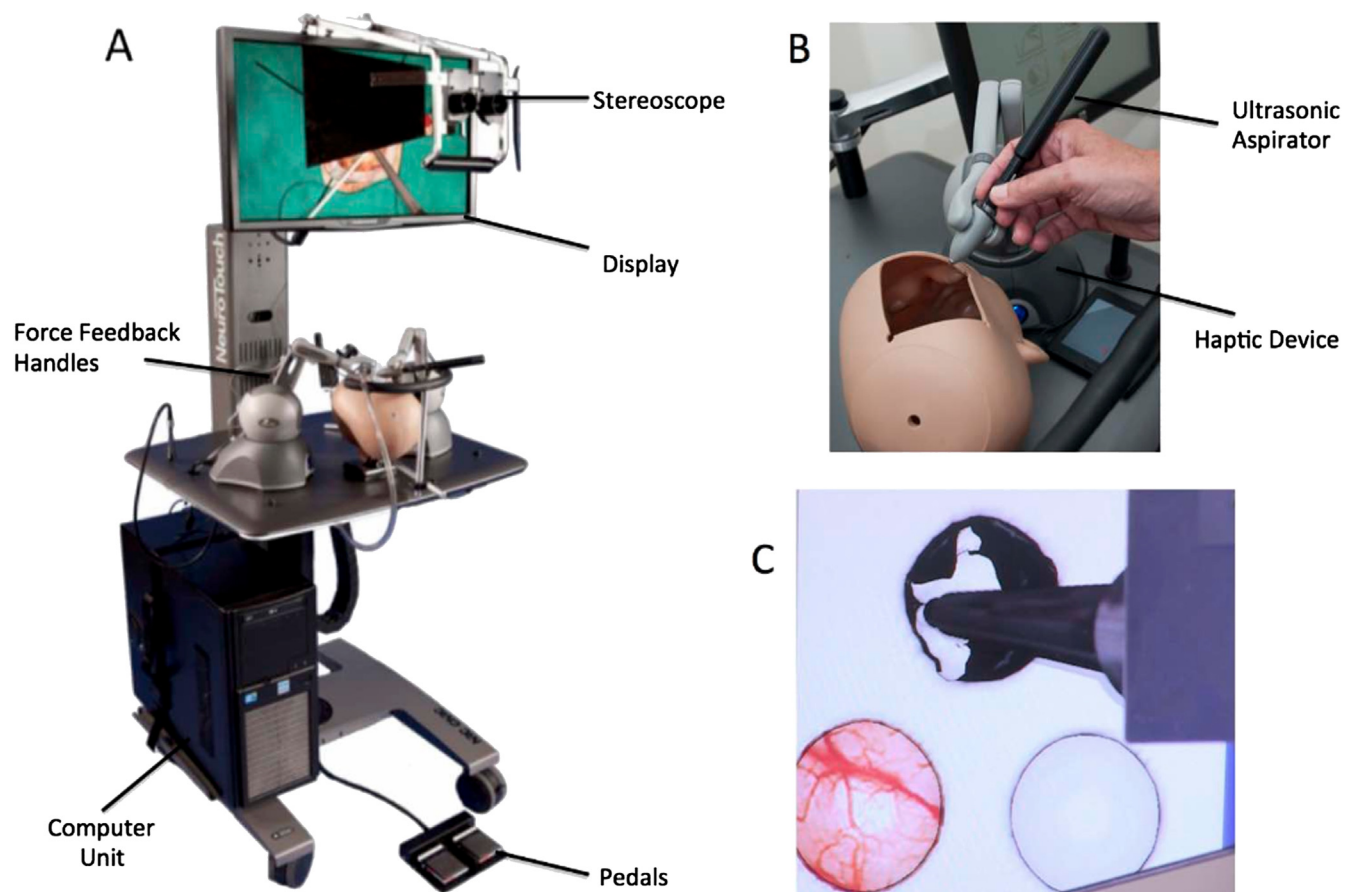 A
Stereoscope
Display
NeuroTouch
Force Feedback
Handles
Computer
Unit
Pedals
B
Ultrasonic
Aspirator
Haptic Device
C